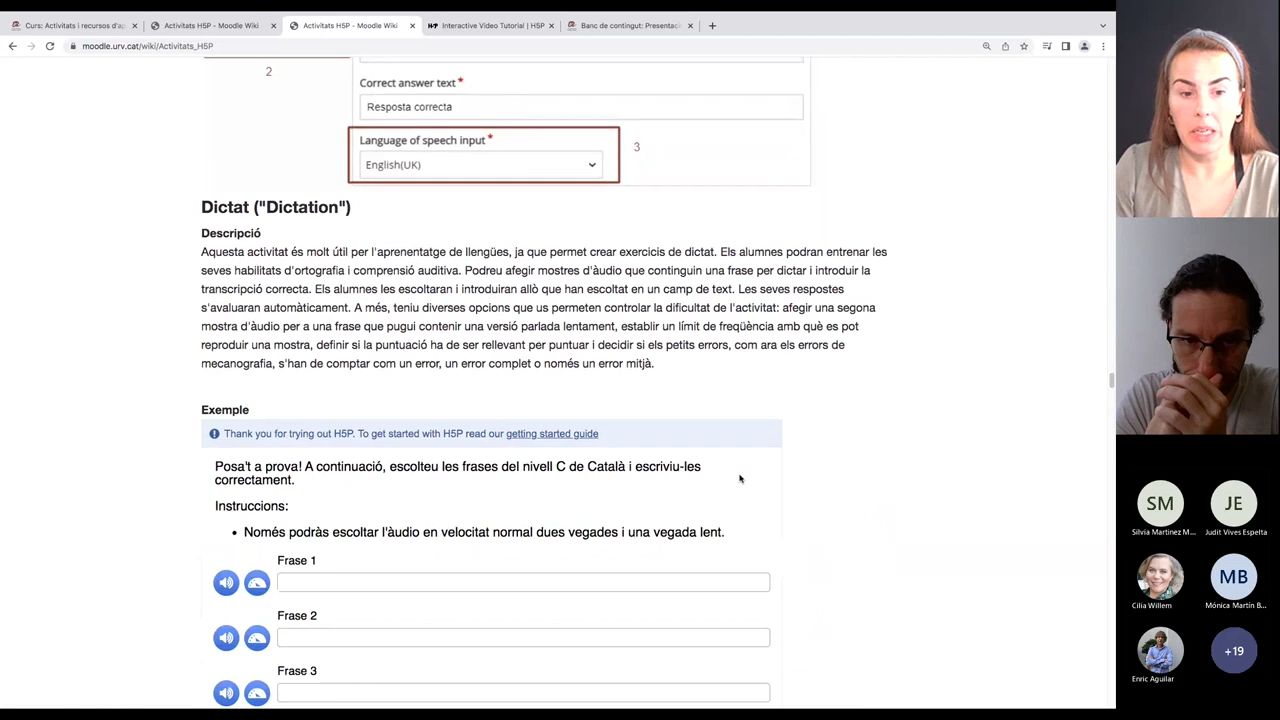 Curs: Activitats i recursos d'a
Activitats H5P - Moodle Wiki
Activitats H5P - Moodle Wiki
Interactive Video Tutorial | H5P
Banc de contingut: Presentaci
moodle.urv.cat/wiki/Activitats_H5P
2
Correct answer text *
Resposta correcta
Language of speech input *
English(UK)
3
Dictat ("Dictation")
Descripció
Aquesta activitat és molt útil per l'aprenentatge de llengües, ja que permet crear exercicis de dictat. Els alumnes podran entrenar les
seves habilitats d'ortografia i comprensió auditiva. Podreu afegir mostres d'àudio que continguin una frase per dictar i introduir la
transcripció correcta. Els alumnes les escoltaran i introduiran allò que han escoltat en un camp de text. Les seves respostes
s'avaluaran automàticament. A més, teniu diverses opcions que us permeten controlar la dificultat de l'activitat: afegir una segona
mostra d'àudio per a una frase que pugui contenir una versió parlada lentament, establir un límit de freqüència amb què es pot
reproduir una mostra, definir si la puntuació ha de ser rellevant per puntuar i decidir si els petits errors, com ara els errors de
mecanografia, s'han de comptar com un error, un error complet o només un error mitjà.
Exemple
Thank you for trying out H5P. To get started with H5P read our getting started guide
Posa't a prova! A continuació, escolteu les frases del nivell C de Català i escriviu-les
correctament.
Instruccions:
• Només podràs escoltar l'àudio en velocitat normal dues vegades i una vegada lent.
Frase 1
Frase 2
Frase 3
SM
JE
Silvia Martinez M...
Judit Vives Espelta
MB
Cilia Willem
Mónica Martín B...
+19
Enric Aguilar